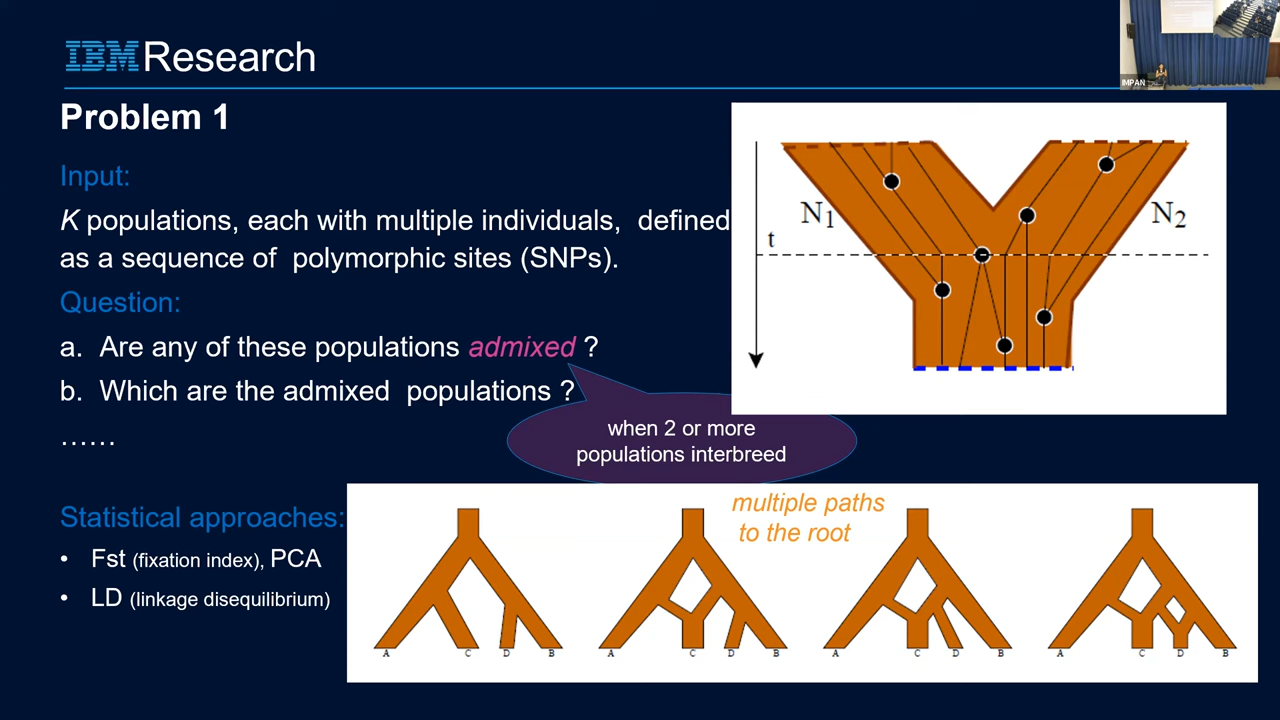 IBM Research
IMPAN
Problem 1
Input:
K populations, each with multiple individuals, defined
as a sequence of polymorphic sites (SNPs).
Question:
a. Are any of these populations admixed ?
b. Which are the admixed populations ?
......
when 2 or more
populations interbreed
N1
N2
t
Statistical approaches:
• Fst (fixation index), PCA
• LD (linkage disequilibrium)
multiple paths
to the root
A C D B
A C D B
A C D B
A C D B